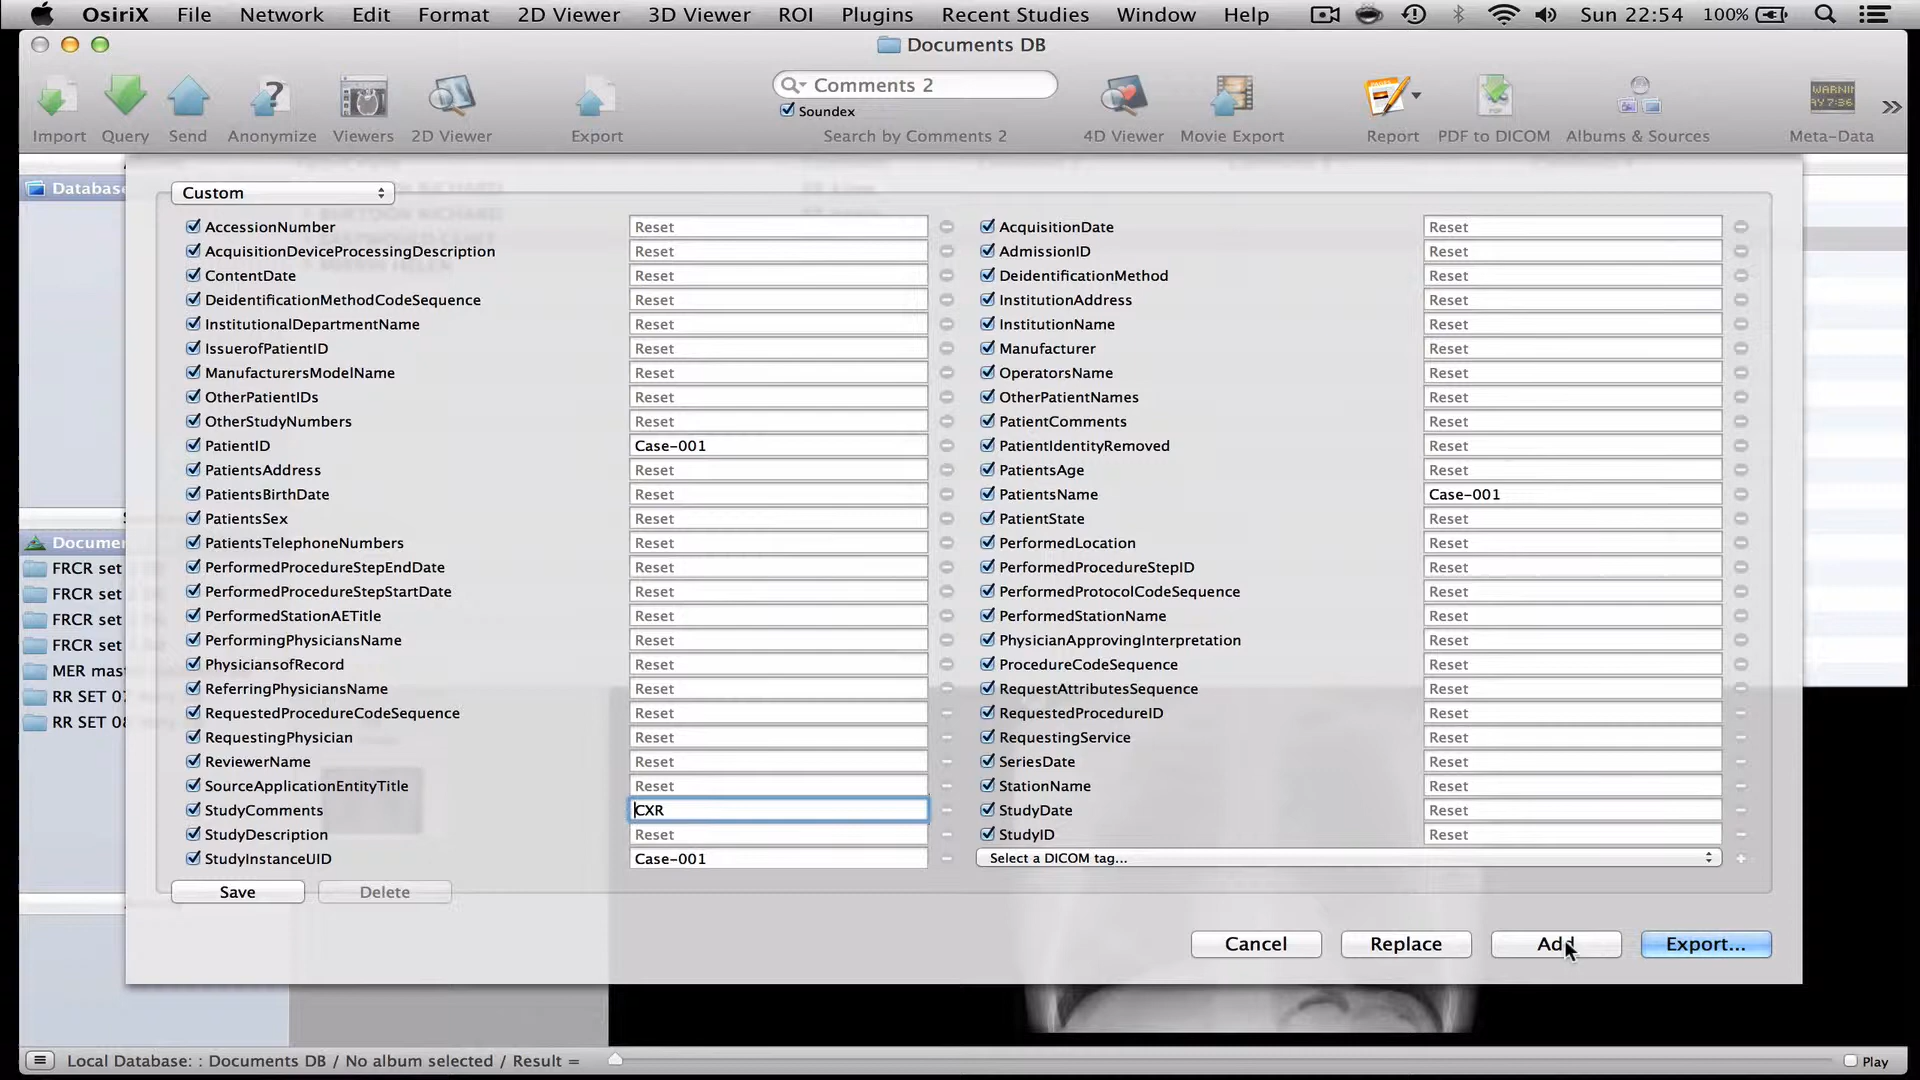 OsiriX File Network Edit Format 2D Viewer 3D Viewer ROI Plugins Recent Studies Window Help Sun 22:54 100%
Documents DB
Comments 2
Soundex
Import Query Send Anonymize Viewers 2D Viewer Export Search by Comments 2 4D Viewer Movie Export Report PDF to DICOM Albums & Sources Meta-Data
WARNIN
AY 7:36
Database
Custom
AccessionNumber Reset AcquisitionDate Reset
AcquisitionDeviceProcessingDescription Reset AdmissionID Reset
ContentDate Reset DeidentificationMethod Reset
DeidentificationMethodCodeSequence Reset InstitutionAddress Reset
InstitutionalDepartmentName Reset InstitutionName Reset
IssuerofPatientID Reset Manufacturer Reset
ManufacturersModelName Reset OperatorsName Reset
OtherPatientIDs Reset OtherPatientNames Reset
OtherStudyNumbers Reset PatientComments Reset
PatientID Case-001 PatientIdentityRemoved Reset
PatientsAddress Reset PatientsAge Reset
PatientsBirthDate Reset PatientsName Case-001
PatientsSex Reset PatientState Reset
Documen PatientsTelephoneNumbers Reset PerformedLocation Reset
FRCR set PerformedProcedureStepEndDate Reset PerformedProcedureStepID Reset
FRCR set PerformedProcedureStepStartDate Reset PerformedProtocolCodeSequence Reset
FRCR set PerformedStationAETitle Reset PerformedStationName Reset
FRCR set PerformingPhysiciansName Reset PhysicianApprovingInterpretation Reset
MER mas PhysiciansofRecord Reset ProcedureCodeSequence Reset
RR SET 07 ReferringPhysiciansName Reset RequestAttributesSequence Reset
RR SET 08 RequestedProcedureCodeSequence Reset RequestedProcedureID Reset
RequestingPhysician Reset RequestingService Reset
ReviewerName Reset SeriesDate Reset
SourceApplicationEntityTitle Reset StationName Reset
StudyComments CXR StudyDate Reset
StudyDescription Reset StudyID Reset
StudyInstanceUID Case-001 Select a DICOM tag...
Save Delete
Cancel Replace Add Export...
Local Database: : Documents DB / No album selected / Result = Play